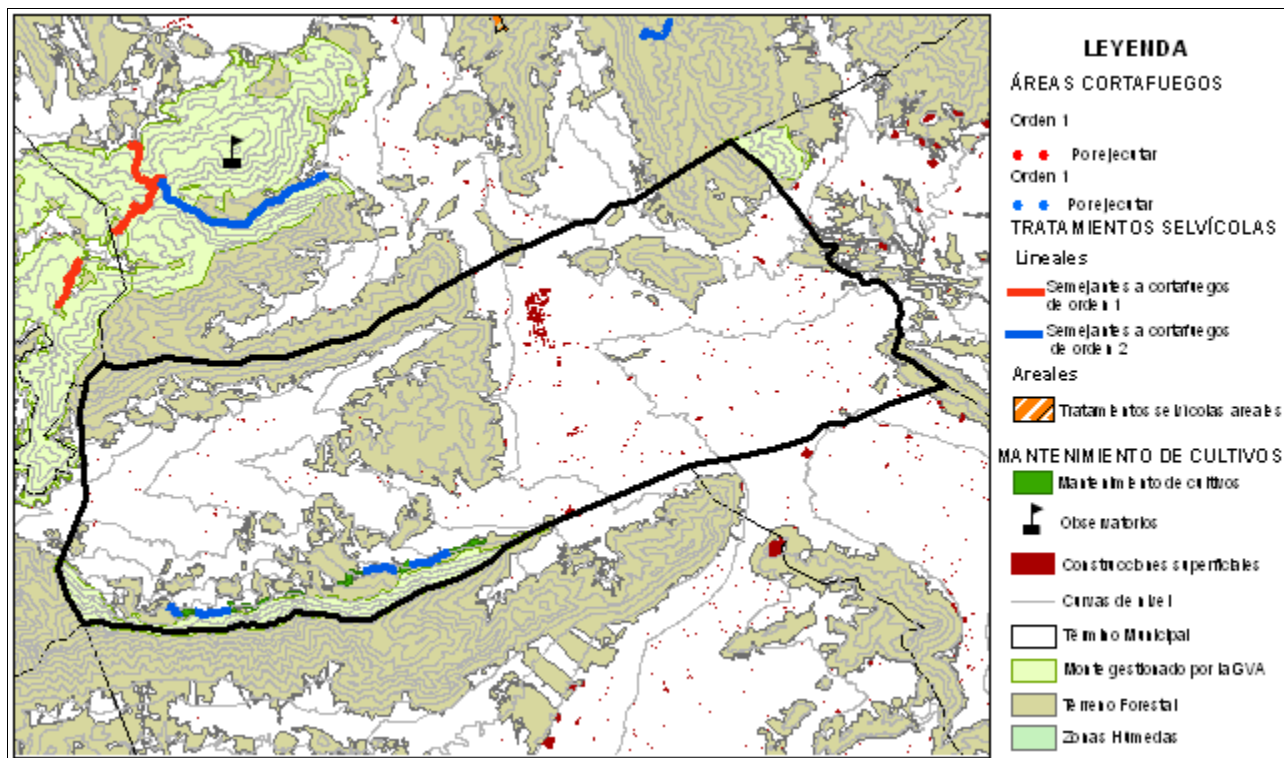 LEYENDA
ÁREAS CORTAFUEGOS
Orden 1
Por ejecutar
Orden 1
Por ejecutar
TRATAMIENTOS SELVÍCOLAS
Lineales
Semejantes a cortafuegos
de orden 1
Semejantes a cortafuegos
de orden 2
Areales
Tratamientos selvícolas areales
MANTENIMIENTO DE CULTIVOS
Mantenimiento de cultivos
Observatorios
Construcciones superficiales
Curvas de nivel
Término Municipal
Monte gestionado por la GVA
Terreno Forestal
Zonas Húmedas